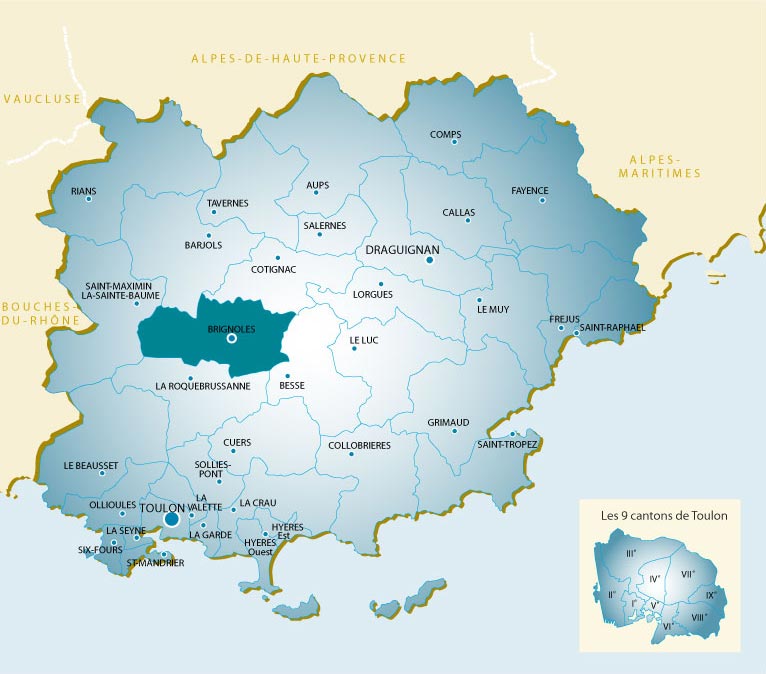 ALPES-DE-HAUTE-PROVENCE
VAUCLUSE
COMPS
ALPES-
MARITIMES
RIANS
AUPS
FAYENCE
TAVERNES
CALLAS
SALERNES
BARJOLS
DRAGUIGNAN
COTIGNAC
SAINT-MAXIMIN
LA-SAINTE-BAUME
LORGUES
BOUCHES-
DU-RHÔNE
LE MUY
FREJUS
SAINT-RAPHAEL
BRIGNOLES
LE LUC
LA ROQUEBRUSSANNE
BESSE
GRIMAUD
SAINT-TROPEZ
CUERS
COLLOBRIERES
LE BEAUSSET
SOLLIES-
PONT
OLLIOULES
TOULON
LA
VALETTE
LA CRAU
LA SEYNE
LA GARDE
HYERES
Est
HYERES
Ouest
SIX-FOURS
ST-MANDRIER
Les 9 cantons de Toulon
III°
IV°
VII°
II°
I°
V°
IX°
VI°
VIII°